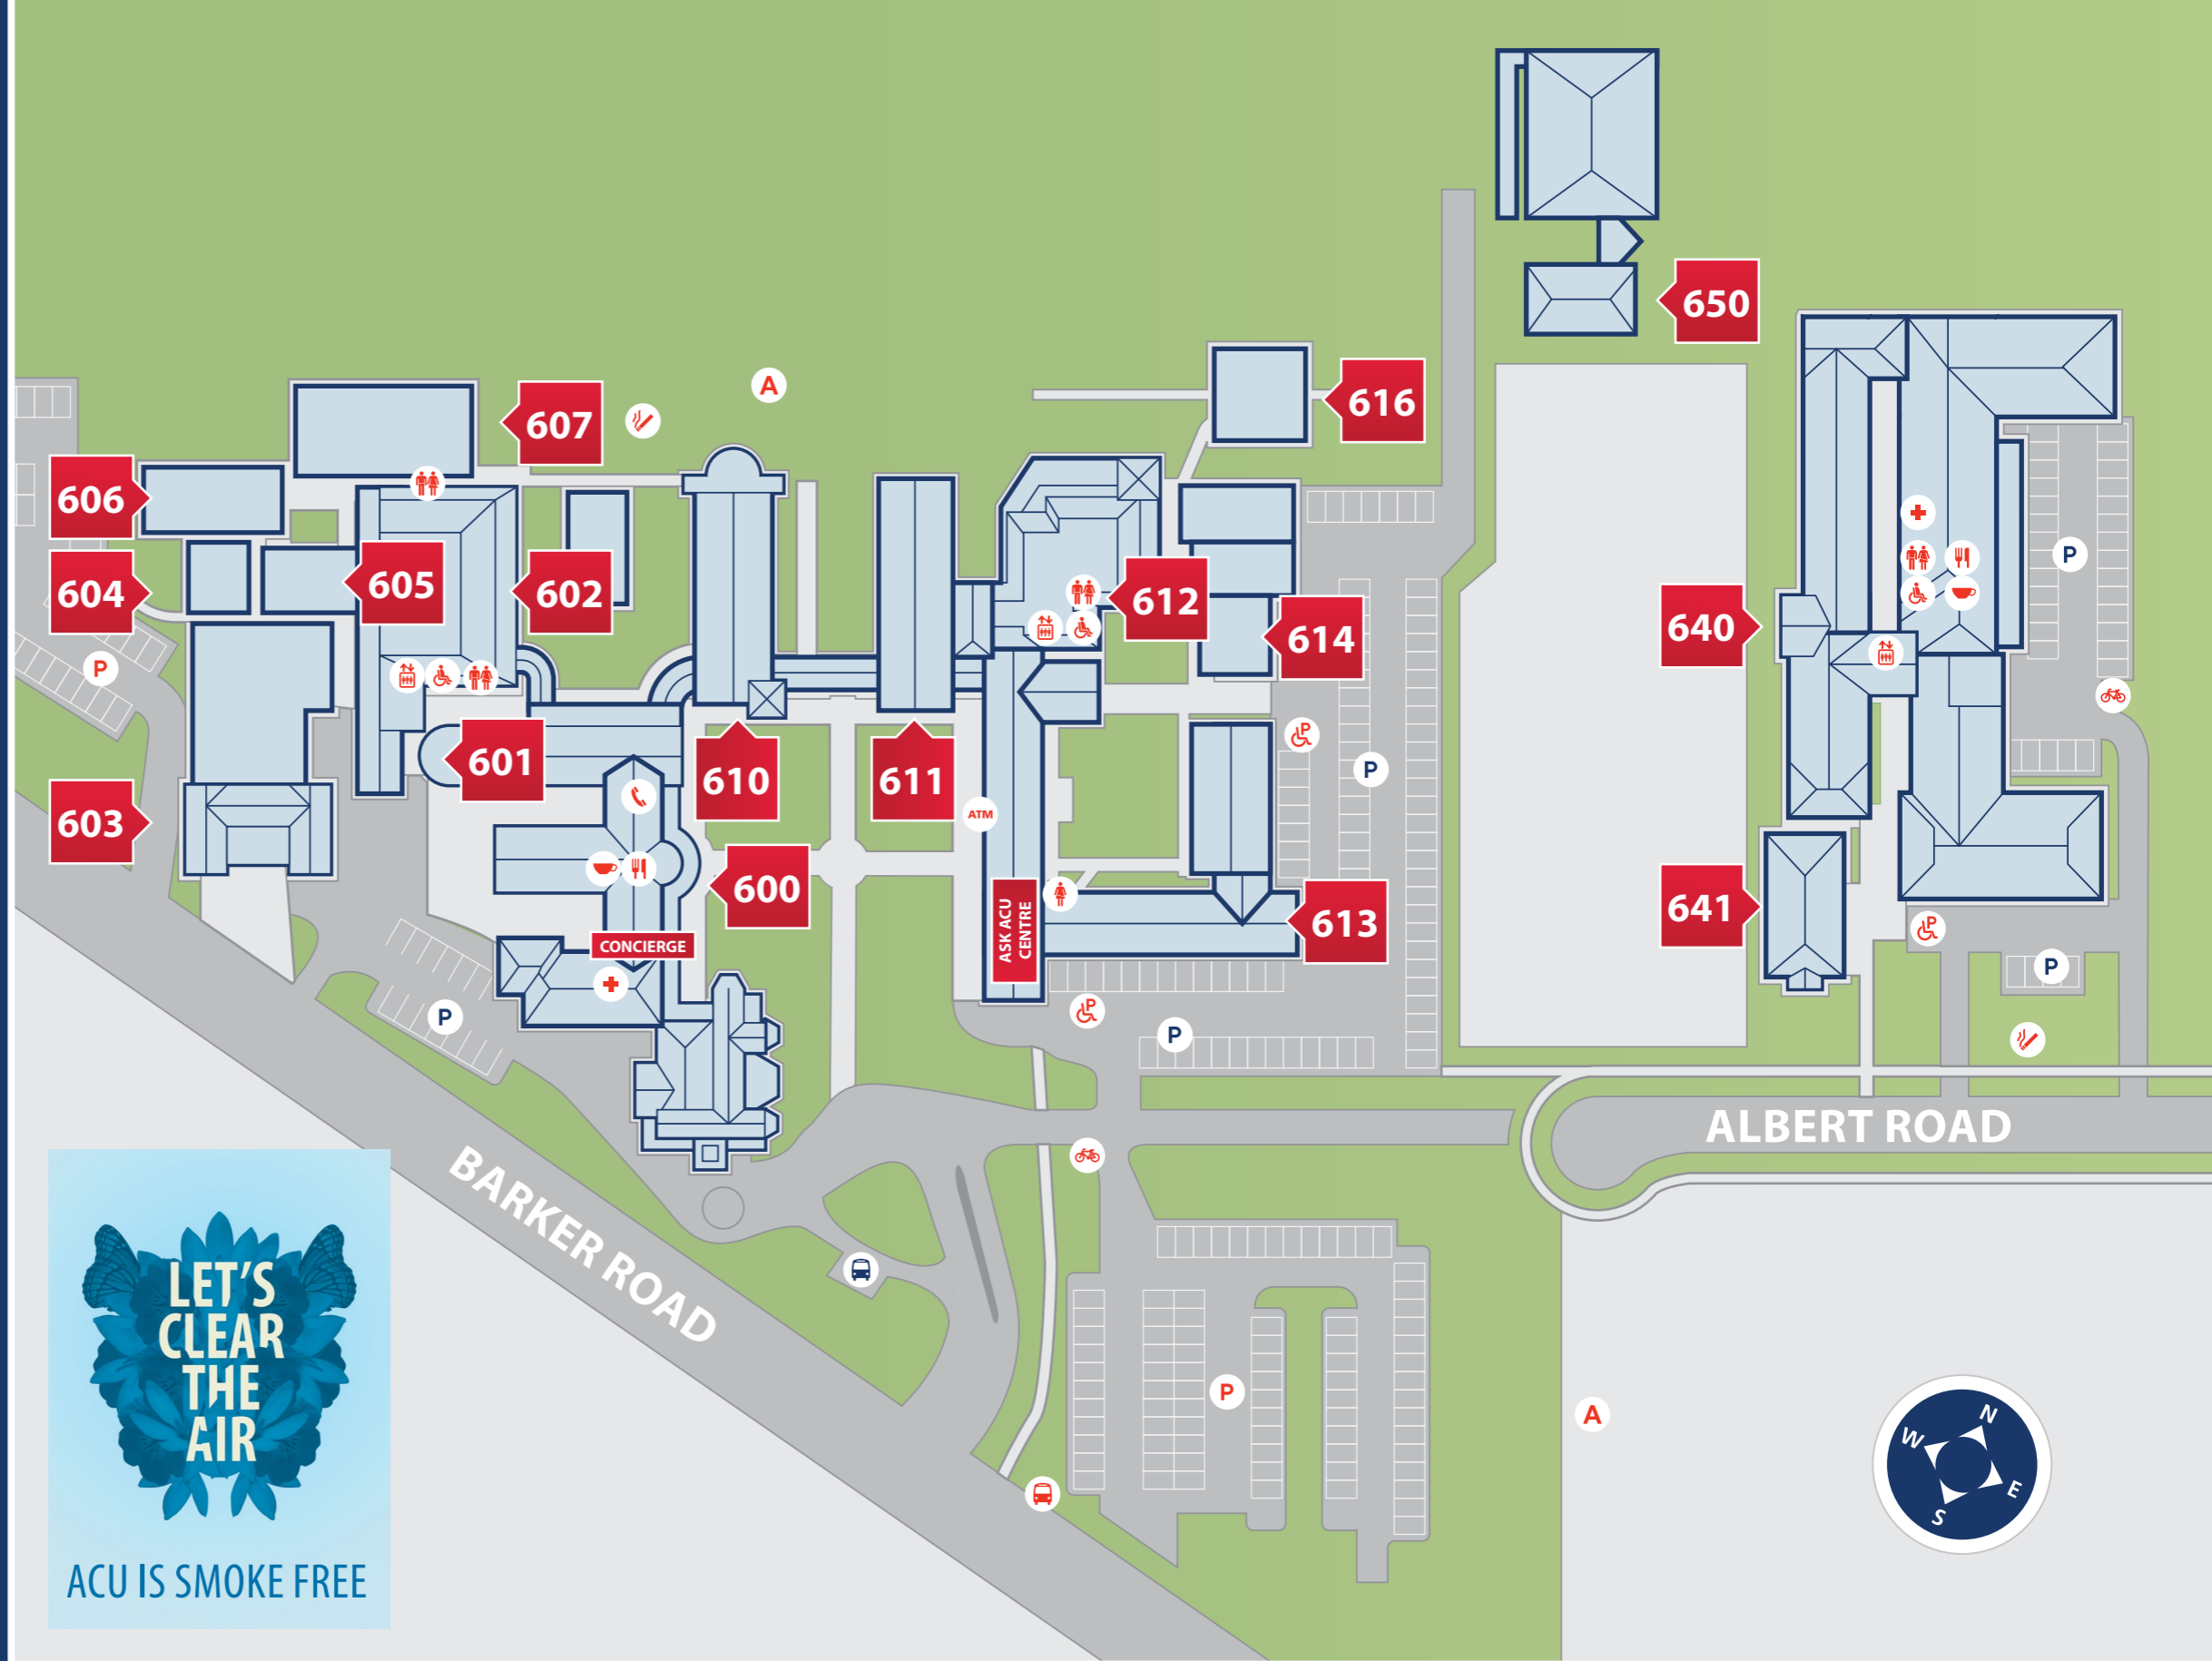 650
616
607
606
604
605
602
612
614
640
603
601
610
611
600
613
641
A
P
P
P
P
P
P
P
P
P
P
ATM
CONCIERGE
ASK ACU
CENTRE
ALBERT ROAD
BARKER ROAD
LET'S
CLEAR
THE
AIR
ACU IS SMOKE FREE
A
N
W
E
S